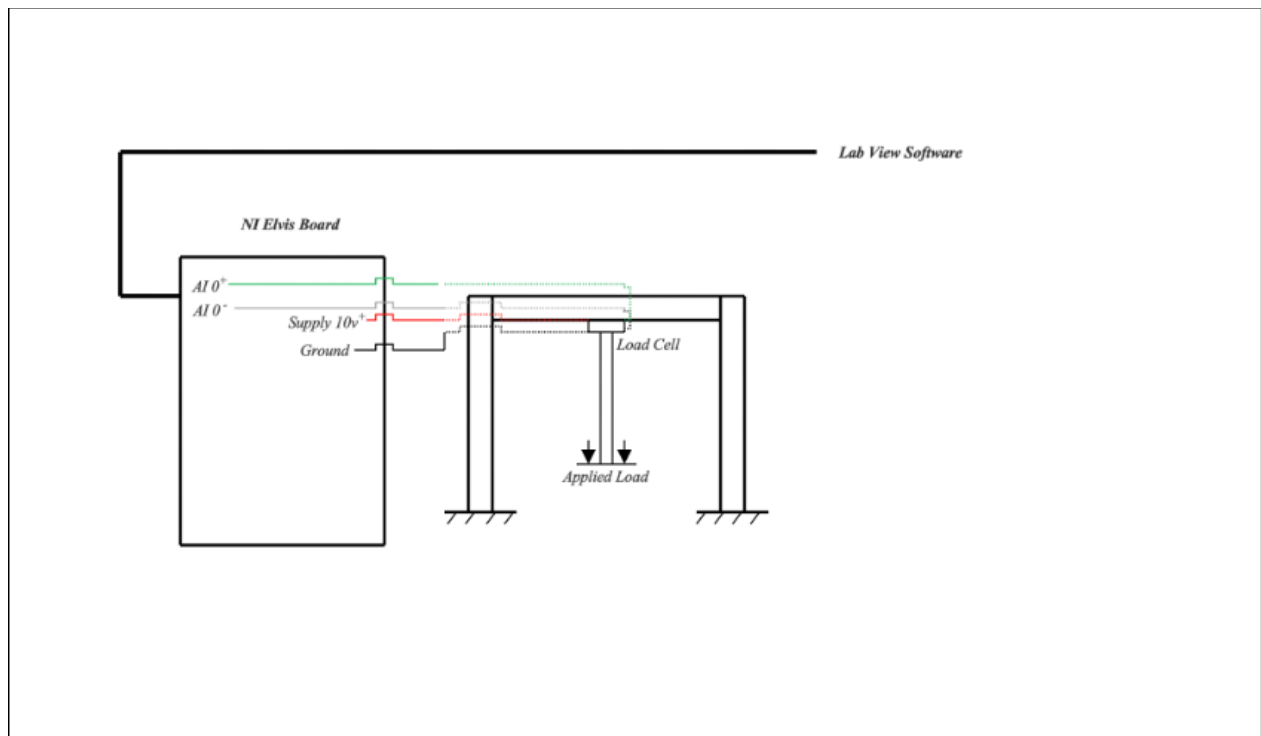 Lab View Software
NI Elvis Board
AI 0⁺
AI 0⁻
Supply 10v⁺
Ground
Load Cell
Applied Load